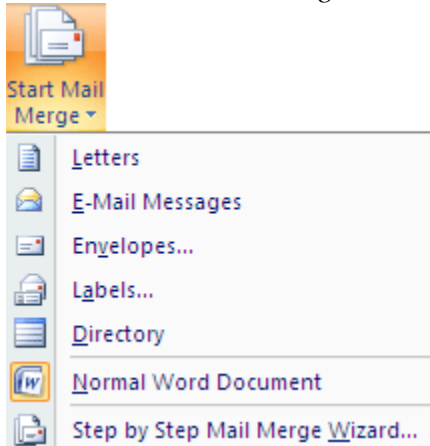 Start Mail
Merge
Letters
E-Mail Messages
Envelopes...
Labels...
Directory
Normal Word Document
Step by Step Mail Merge Wizard...